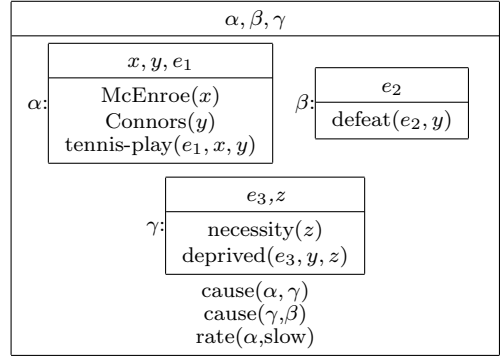 α, β, γ
x, y, e₁
α:
McEnroe(x)
Connors(y)
tennis-play(e₁, x, y)
e₂
β:
defeat(e₂, y)
e₃,z
γ:
necessity(z)
deprived(e₃, y, z)
cause(α, γ)
cause(γ,β)
rate(α,slow)